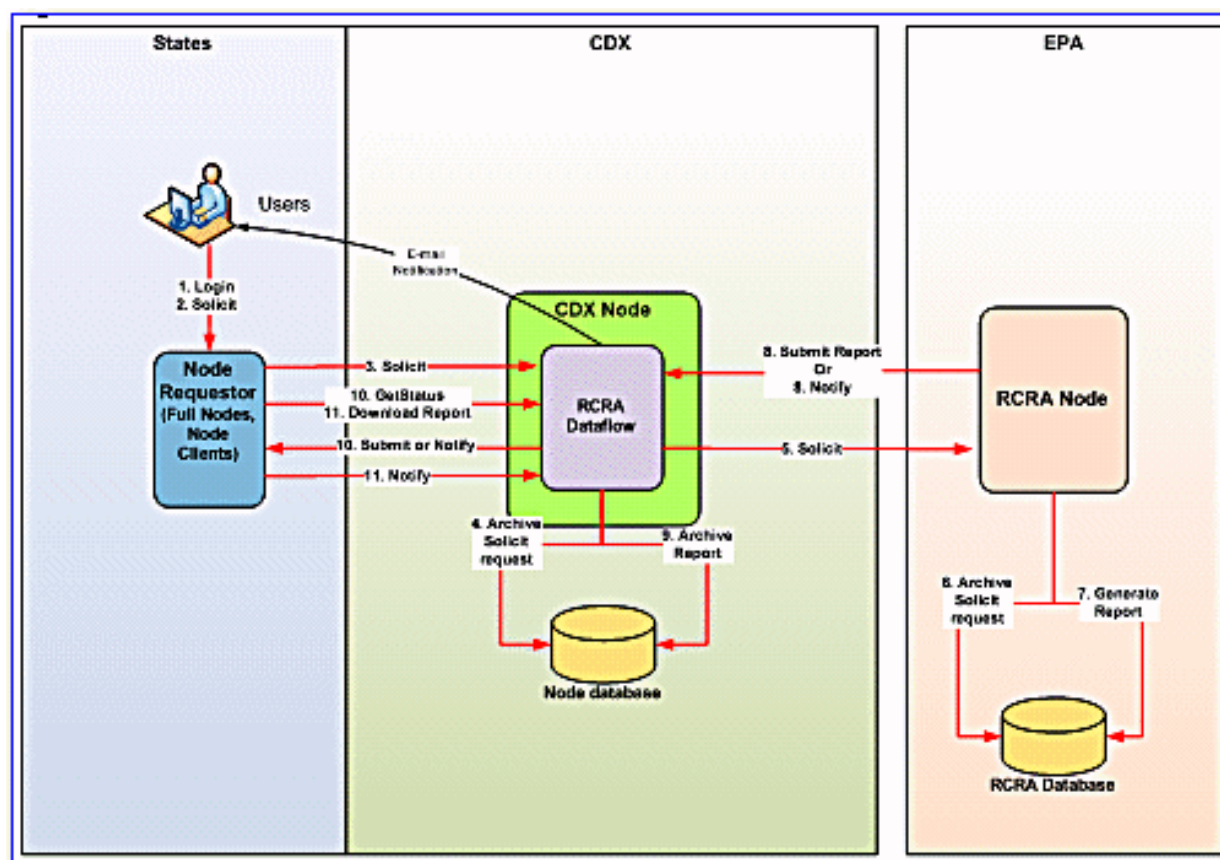 States
CDX
EPA
Users
E-mail
Notification
1. Login
2. Solicit
CDX Node
Node
Requestor
(Full Nodes,
Node
Clients)
3. Solicit
10. GetStatus
11. Download Report
10. Submit or Notify
11. Notify
RCRA
Dataflow
8. Submit Report
Or
8. Notify
5. Solicit
RCRA Node
4. Archive
Solicit
request
9. Archive
Report
Node database
6. Archive
Solicit
request
7. Generate
Report
RCRA Database